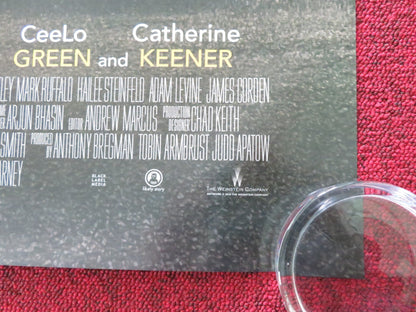 CeeLo Catherine
GREEN and KEENER
LEY MARK RUFFALO HAILEE STEINFELD ADAM LEVINE JAMES CORDEN
ARJUN BHASIN EDITOR ANDREW MARCUS PRODUCTION DESIGNER CHAD KEITH
SMITH PRODUCED BY ANTHONY BREGMAN TOBIN ARMBRUST JUDD APATOW
ARNEY
BLACK LABEL MEDIA
likely story
THE WEINSTEIN COMPANY